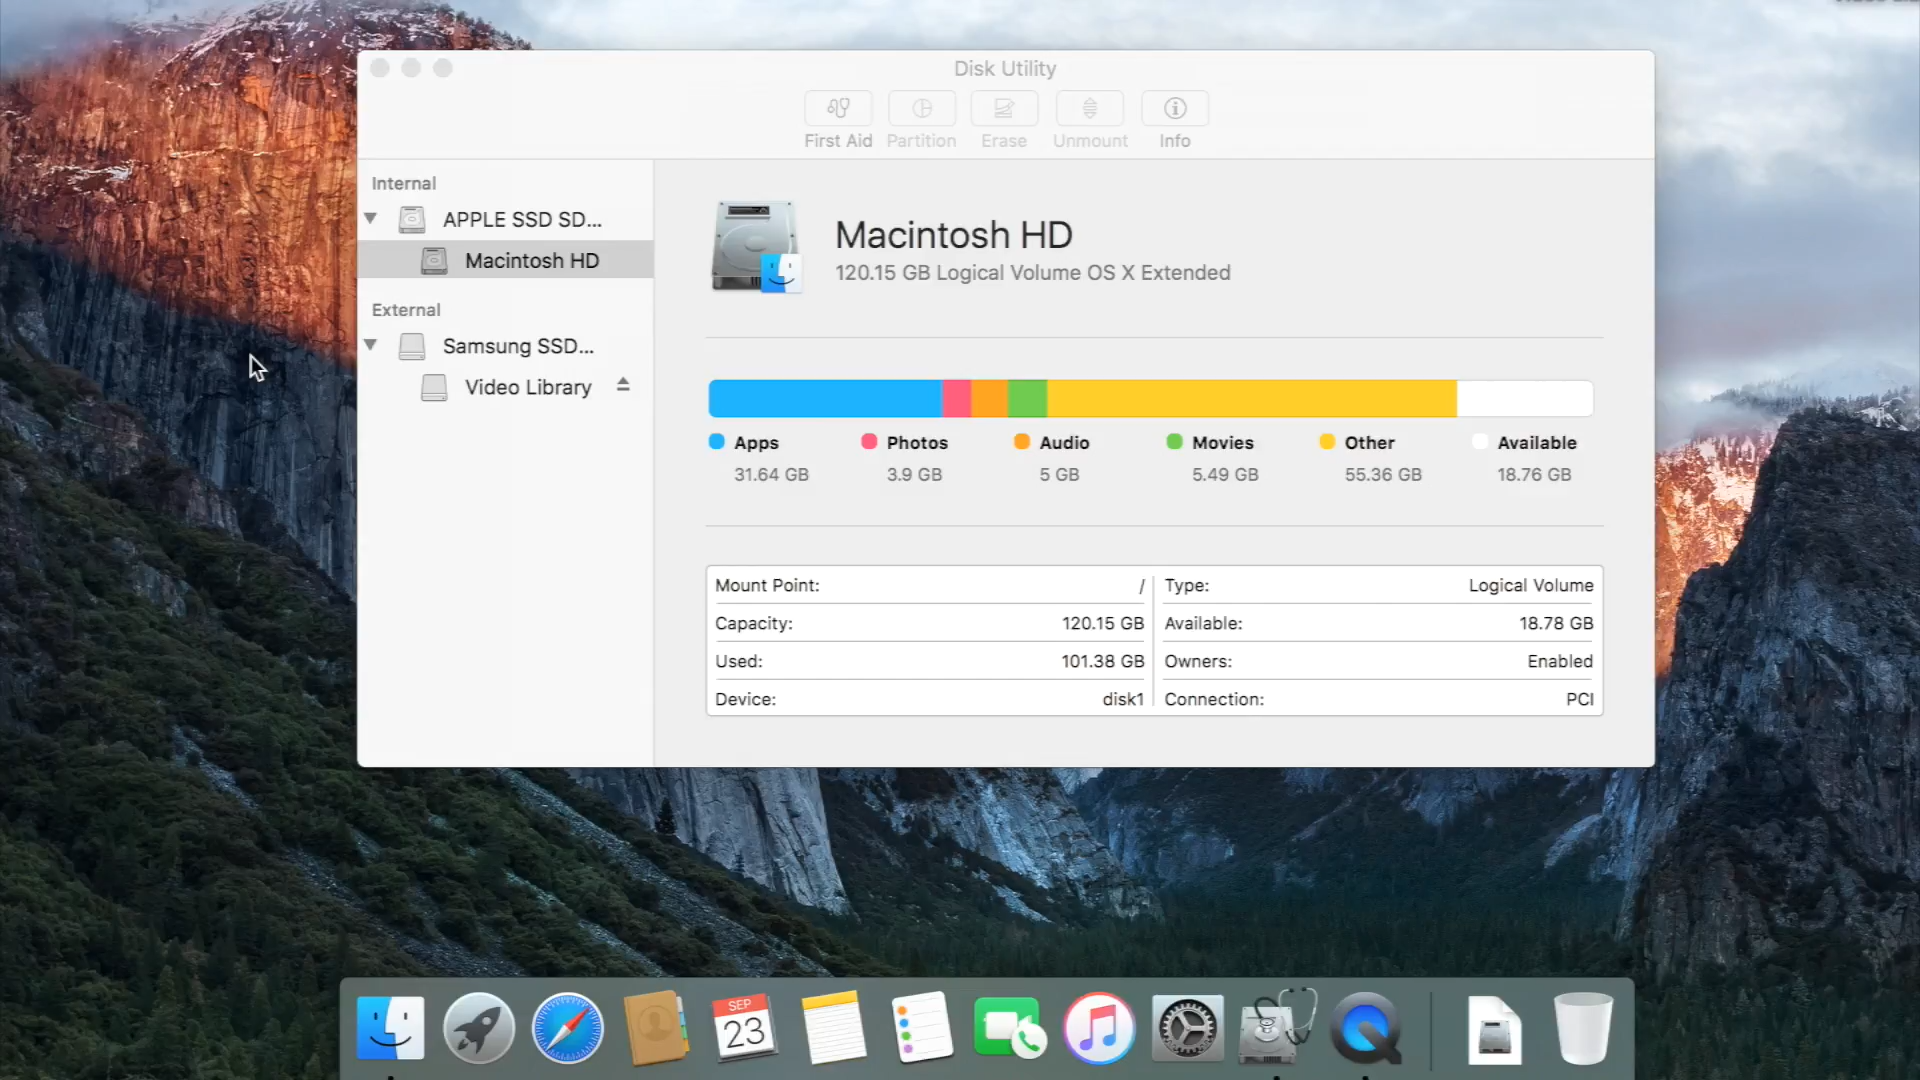 Disk Utility
First Aid
Partition
Erase
Unmount
Info
Internal
APPLE SSD SD...
Macintosh HD
External
Samsung SSD...
Video Library
Macintosh HD
120.15 GB Logical Volume OS X Extended
Apps
31.64 GB
Photos
3.9 GB
Audio
5 GB
Movies
5.49 GB
Other
55.36 GB
Available
18.76 GB
Mount Point: /
Type: Logical Volume
Capacity: 120.15 GB
Available: 18.78 GB
Used: 101.38 GB
Owners: Enabled
Device: disk1
Connection: PCI
SEP
23